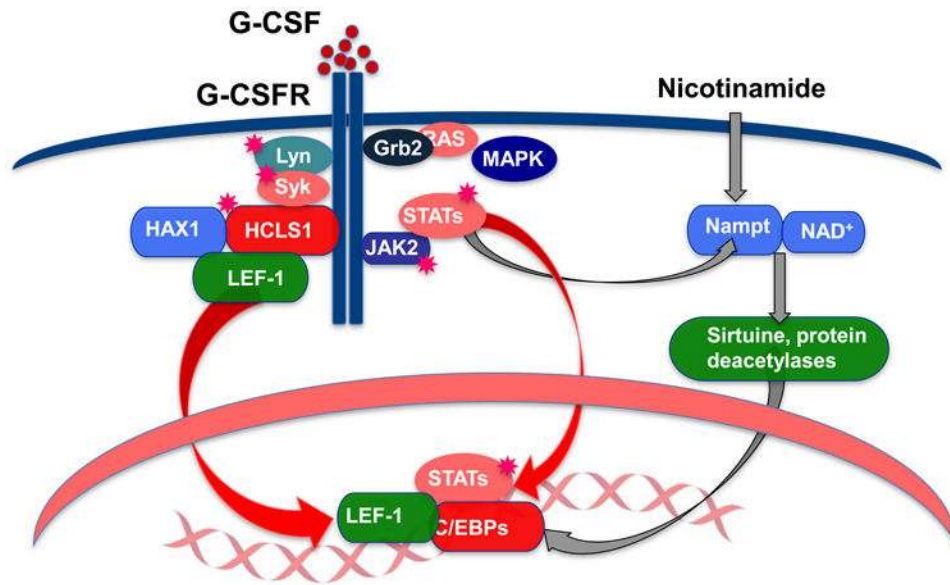 G-CSF
G-CSFR
Nicotinamide
Lyn
Grb2
RAS
MAPK
Syk
STATs
HAX1
HCLS1
JAK2
Nampt
NAD+
LEF-1
Sirtuine, protein
deacetylases
STATs
LEF-1
C/EBPs